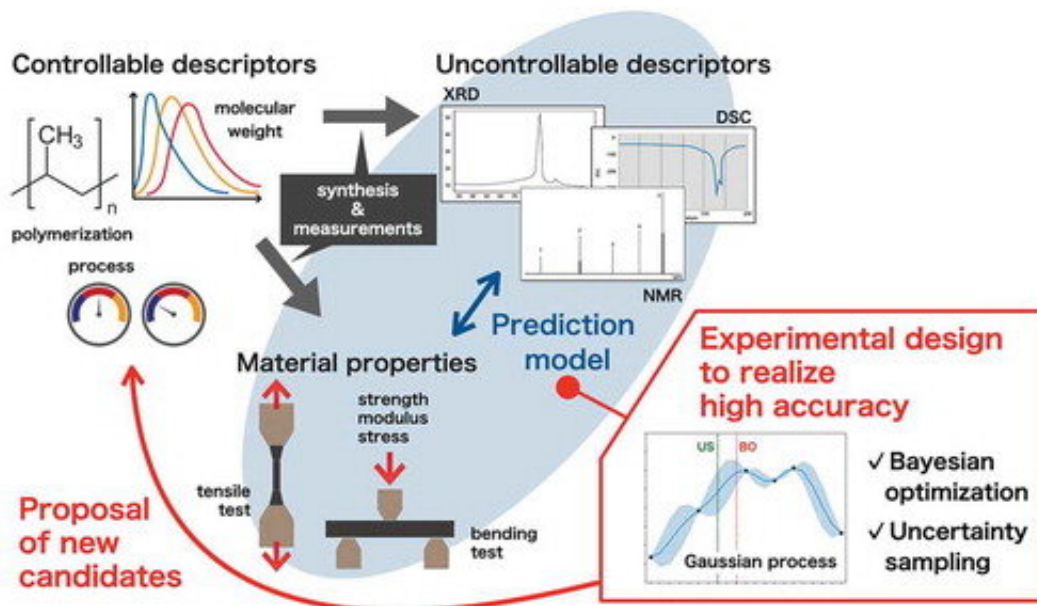 Controllable descriptors
Uncontrollable descriptors
CH₃
n
molecular
weight
polymerization
process
synthesis
&
measurements
XRD
DSC
NMR
Prediction
model
Material properties
strength
modulus
stress
tensile
test
bending
test
Experimental design
to realize
high accuracy
US
BO
Gaussian process
✓ Bayesian
optimization
✓ Uncertainty
sampling
Proposal
of new
candidates